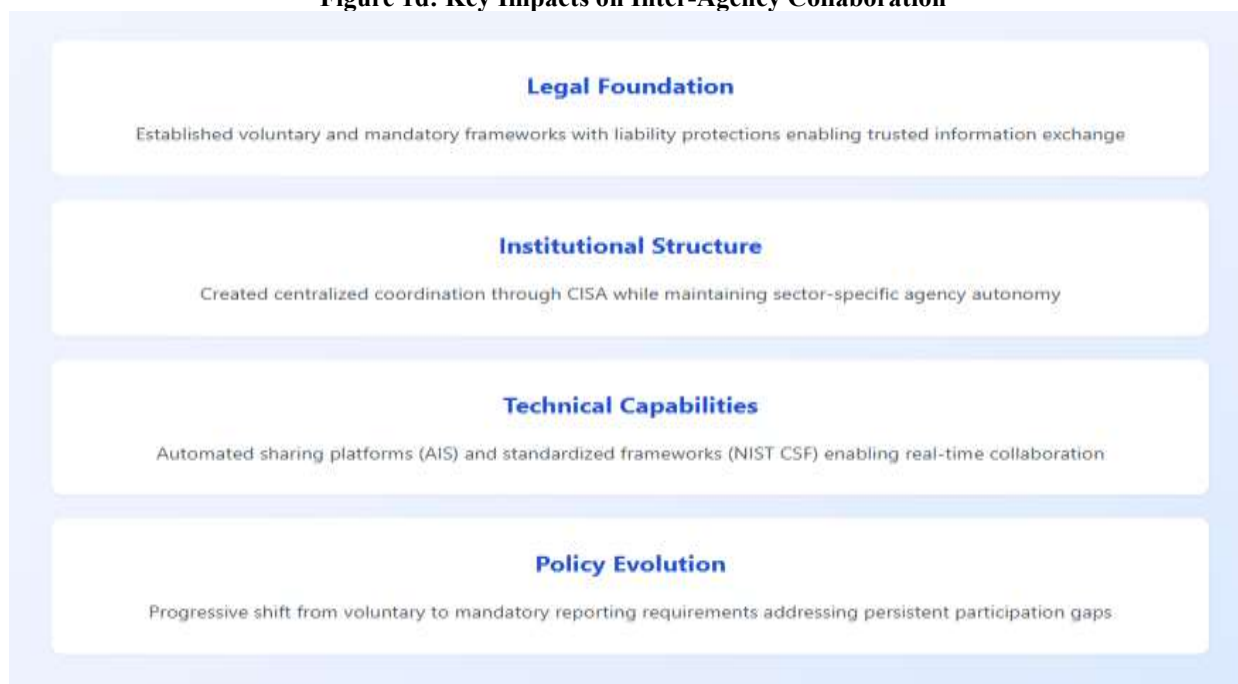 Figure 1d: Key Impacts on Inter-Agency Collaboration
Legal Foundation
Established voluntary and mandatory frameworks with liability protections enabling trusted information exchange
Institutional Structure
Created centralized coordination through CISA while maintaining sector-specific agency autonomy
Technical Capabilities
Automated sharing platforms (AIS) and standardized frameworks (NIST CSF) enabling real-time collaboration
Policy Evolution
Progressive shift from voluntary to mandatory reporting requirements addressing persistent participation gaps